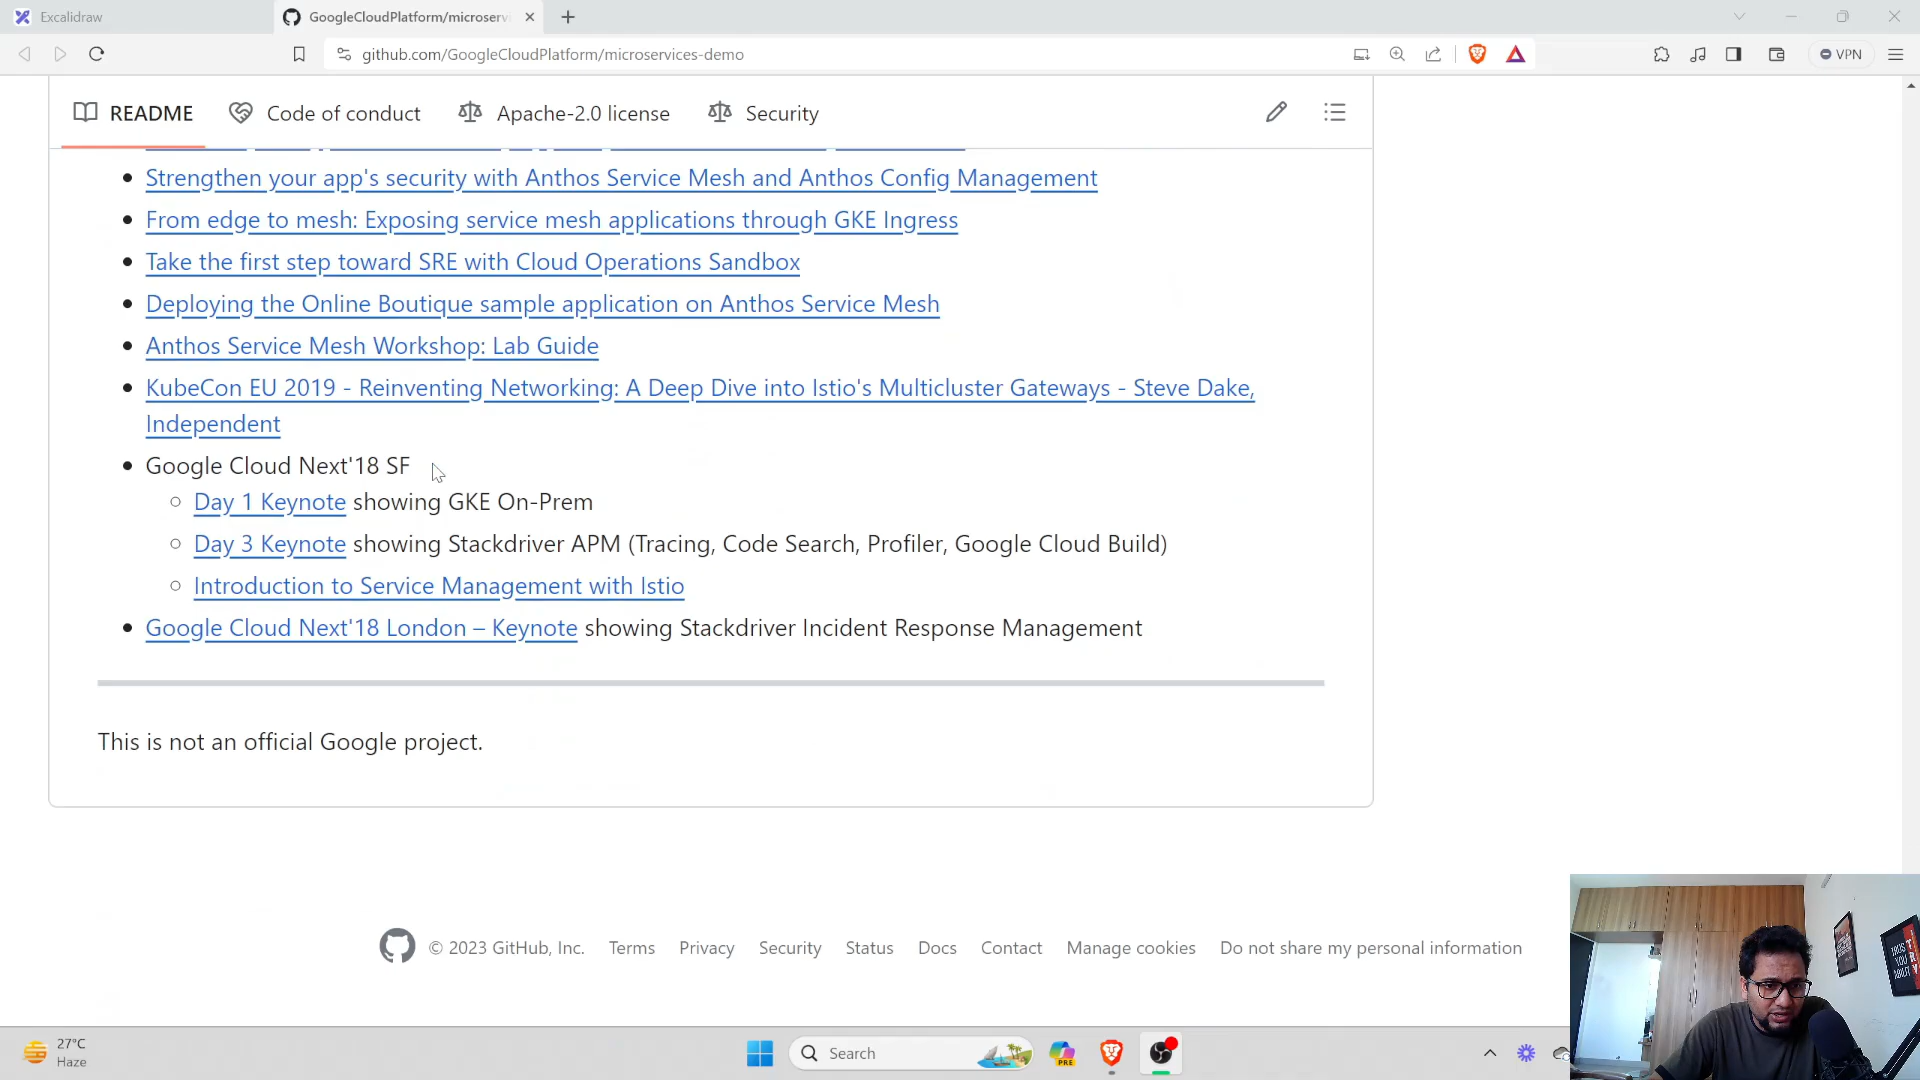 Excalidraw
GoogleCloudPlatform/microserv
github.com/GoogleCloudPlatform/microservices-demo
VPN
README
Code of conduct
Apache-2.0 license
Security
Strengthen your app's security with Anthos Service Mesh and Anthos Config Management
From edge to mesh: Exposing service mesh applications through GKE Ingress
Take the first step toward SRE with Cloud Operations Sandbox
Deploying the Online Boutique sample application on Anthos Service Mesh
Anthos Service Mesh Workshop: Lab Guide
KubeCon EU 2019 - Reinventing Networking: A Deep Dive into Istio's Multicluster Gateways - Steve Dake,
Independent
Google Cloud Next'18 SF
Day 1 Keynote showing GKE On-Prem
Day 3 Keynote showing Stackdriver APM (Tracing, Code Search, Profiler, Google Cloud Build)
Introduction to Service Management with Istio
Google Cloud Next'18 London – Keynote showing Stackdriver Incident Response Management
This is not an official Google project.
© 2023 GitHub, Inc.
Terms
Privacy
Security
Status
Docs
Contact
Manage cookies
Do not share my personal information
27°C
Haze
Search
PRE